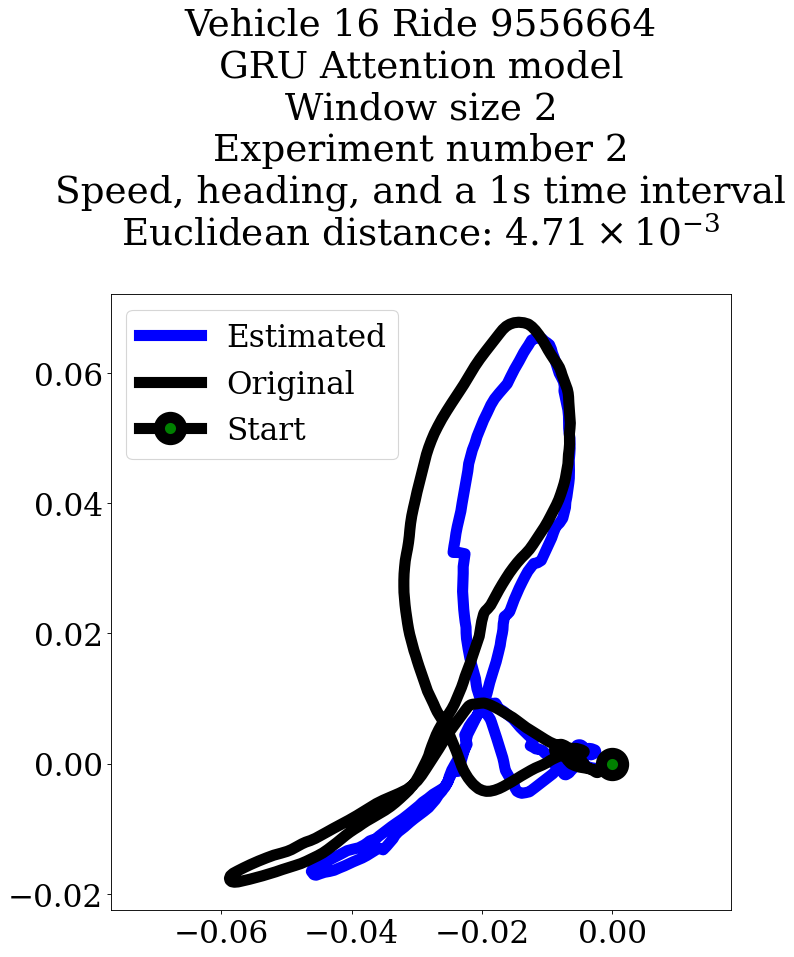 Vehicle 16 Ride 9556664
GRU Attention model
Window size 2
Experiment number 2
Speed, heading, and a 1s time interval
Euclidean distance: 4.71 × 10⁻³
Estimated
Original
Start
0.06
0.04
0.02
0.00
−0.02
−0.06
−0.04
−0.02
0.00